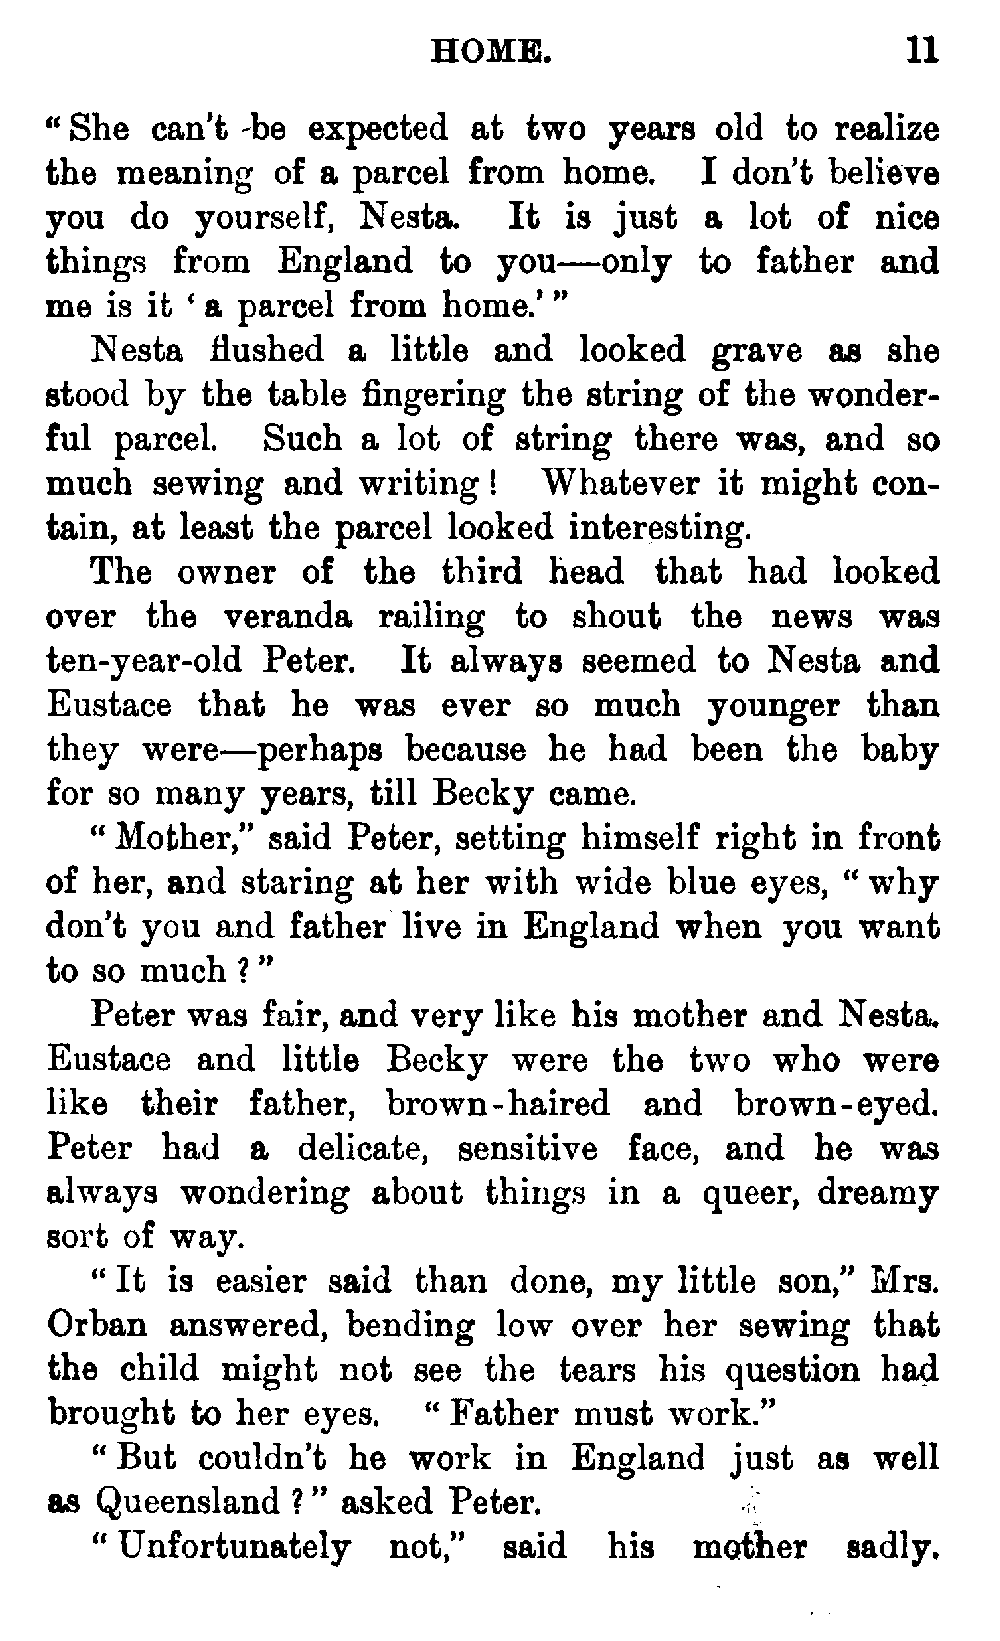 HOME. 11
" She can't -be expected at two years old to realize
the meaning of a parcel from home. I don't believe
you do yourself, Nesta. It is just a lot of nice
things from England to you—only to father and
me is it ' a parcel from home.' "
Nesta flushed a little and looked grave as she
stood by the table fingering the string of the wonder-
ful parcel. Such a lot of string there was, and so
much sewing and writing ! Whatever it might con-
tain, at least the parcel looked interesting.
The owner of the third head that had looked
over the veranda railing to shout the news was
ten-year-old Peter. It always seemed to Nesta and
Eustace that he was ever so much younger than
they were—perhaps because he had been the baby
for so many years, till Becky came.
" Mother," said Peter, setting himself right in front
of her, and staring at her with wide blue eyes, " why
don't you and father live in England when you want
to so much ? "
Peter was fair, and very like his mother and Nesta.
Eustace and little Becky were the two who were
like their father, brown-haired and brown-eyed.
Peter had a delicate, sensitive face, and he was
always wondering about things in a queer, dreamy
sort of way.
" It is easier said than done, my little son," Mrs.
Orban answered, bending low over her sewing that
the child might not see the tears his question had
brought to her eyes. " Father must work."
" But couldn't he work in England just as well
as Queensland ? " asked Peter.
" Unfortunately not," said his mother sadly.